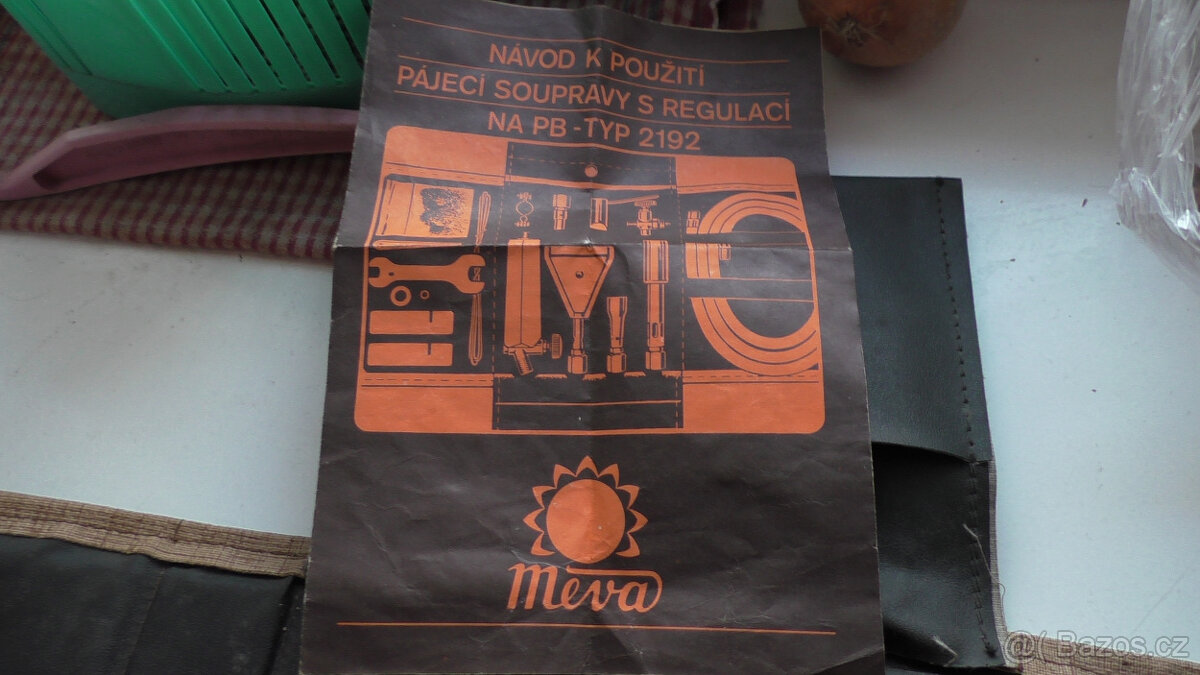 NÁVOD K POUŽITÍ
PÁJECÍ SOUPRAVY S REGULACÍ
NA PB-TYP 2192
Meva
@( Bazos.cz